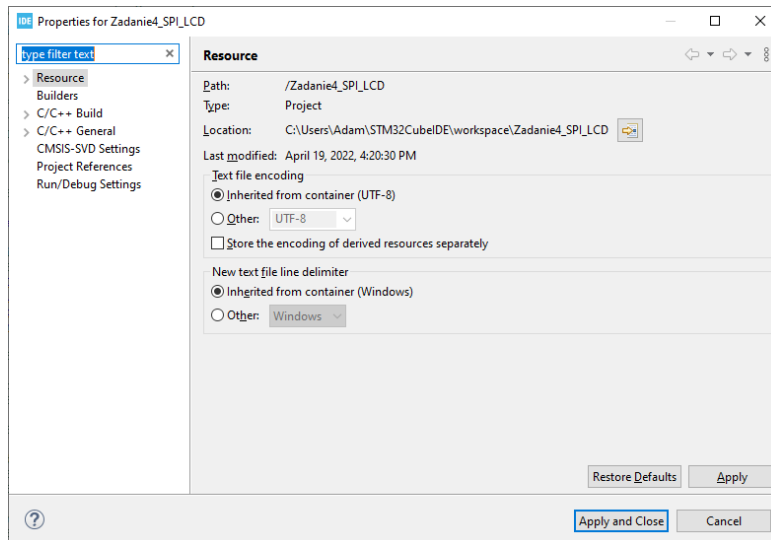 IDE Properties for Zadanie4_SPI_LCD
type filter text
Resource
Builders
C/C++ Build
C/C++ General
CMSIS-SVD Settings
Project References
Run/Debug Settings
Resource
Path: /Zadanie4_SPI_LCD
Type: Project
Location: C:\Users\Adam\STM32CubeIDE\workspace\Zadanie4_SPI_LCD
Last modified: April 19, 2022, 4:20:30 PM
Text file encoding
Inherited from container (UTF-8)
Other: UTF-8
Store the encoding of derived resources separately
New text file line delimiter
Inherited from container (Windows)
Other: Windows
Restore Defaults Apply
? Apply and Close Cancel